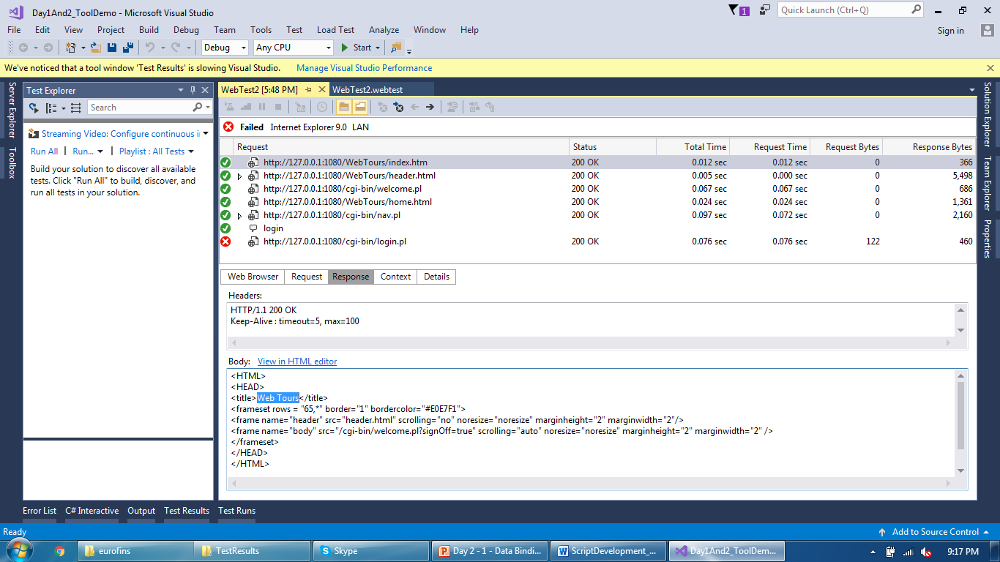 Day1And2_ToolDemo - Microsoft Visual Studio
1
Quick Launch (Ctrl+Q)
File Edit View Project Build Debug Team Tools Test Load Test Analyze Window Help
Sign in
Debug Any CPU Start
We've noticed that a tool window 'Test Results' is slowing Visual Studio. Manage Visual Studio Performance
Server Explorer
Toolbox
Test Explorer
Search
Streaming Video: Configure continuous i
Run All Run... Playlist : All Tests
Build your solution to discover all available
tests. Click "Run All" to build, discover, and
run all tests in your solution.
WebTest2 [5:48 PM] WebTest2.webtest
Failed Internet Explorer 9.0 LAN
Request Status Total Time Request Time Request Bytes Response Bytes
http://127.0.0.1:1080/WebTours/index.htm 200 OK 0.012 sec 0.012 sec 0 366
http://127.0.0.1:1080/WebTours/header.html 200 OK 0.005 sec 0.000 sec 0 5,498
http://127.0.0.1:1080/cgi-bin/welcome.pl 200 OK 0.067 sec 0.067 sec 0 686
http://127.0.0.1:1080/WebTours/home.html 200 OK 0.024 sec 0.024 sec 0 1,361
http://127.0.0.1:1080/cgi-bin/nav.pl 200 OK 0.097 sec 0.072 sec 0 2,160
login
http://127.0.0.1:1080/cgi-bin/login.pl 200 OK 0.076 sec 0.076 sec 122 460
Web Browser Request Response Context Details
Headers:
HTTP/1.1 200 OK
Keep-Alive : timeout=5, max=100
Body: View in HTML editor
<HTML>
<HEAD>
<title>Web Tours</title>
<frameset rows = "65,*" border="1" bordercolor="#E0E7F1">
<frame name="header" src="header.html" scrolling="no" noresize="noresize" marginheight="2" marginwidth="2"/>
<frame name="body" src="/cgi-bin/welcome.pl?signOff=true" scrolling="auto" noresize="noresize" marginheight="2" marginwidth="2" />
</frameset>
</HEAD>
</HTML>
Solution Explorer
Team Explorer
Properties
Error List C# Interactive Output Test Results Test Runs
Ready
Add to Source Control
eurofins TestResults Skype Day 2 - 1 - Data Bindi... ScriptDevelopment_... Day1And2_ToolDem... 9:17 PM